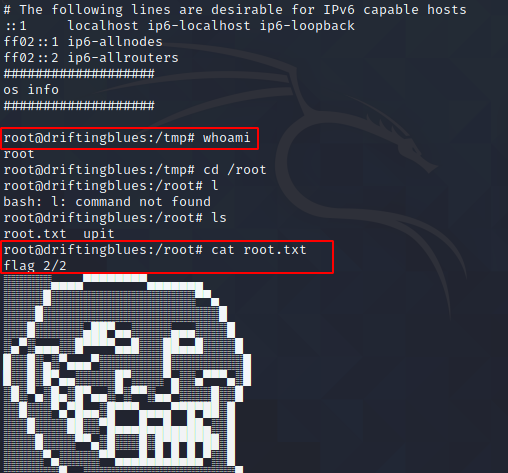 # The following lines are desirable for IPv6 capable hosts
::1     localhost ip6-localhost ip6-loopback
ff02::1 ip6-allnodes
ff02::2 ip6-allrouters
###################
os info
###################
root@driftingblues:/tmp# whoami
root
root@driftingblues:/tmp# cd /root
root@driftingblues:/root# l
bash: l: command not found
root@driftingblues:/root# ls
root.txt  upit
root@driftingblues:/root# cat root.txt
flag 2/2